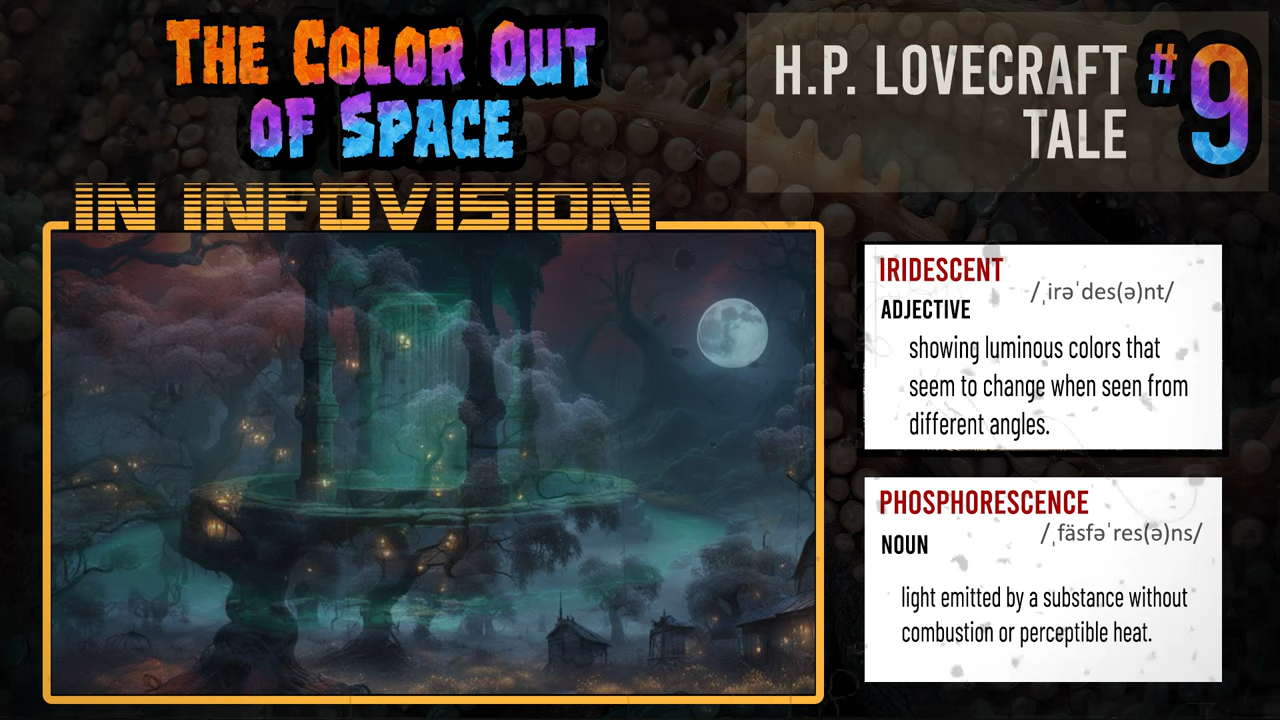 THE COLOR OUT
OF SPACE
IN INFOVISION
H.P. LOVECRAFT
TALE
#9
IRIDESCENT
/ˌirəˈdes(ə)nt/
ADJECTIVE
showing luminous colors that
seem to change when seen from
different angles.
PHOSPHORESCENCE
/ˌfäsfəˈres(ə)ns/
NOUN
light emitted by a substance without
combustion or perceptible heat.